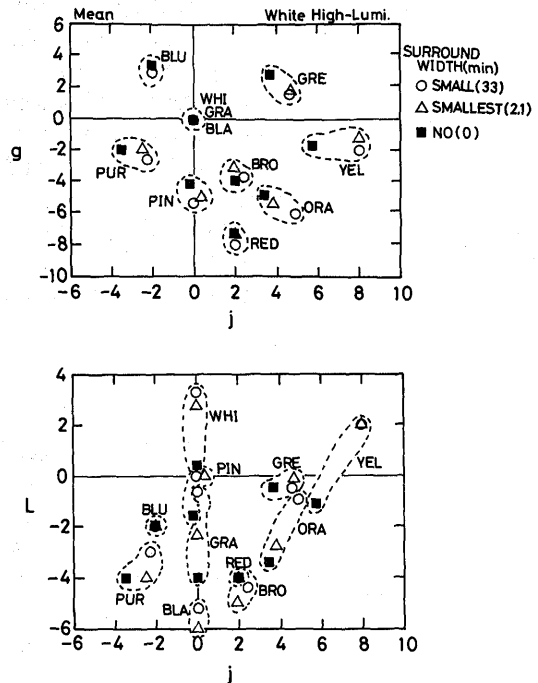 Mean White High-Lumi.
SURROUND
WIDTH(min)
○ SMALL(33)
△ SMALLEST(2.1)
■ NO(0)
6
4
2
0
-2
-4
-6
-8
-10
g
BLU
GRE
WHI
GRA
BLA
PUR
PIN
BRO
YEL
ORA
RED
-6 -4 -2 0 2 4 6 8 10
j
4
2
0
-2
-4
-6
L
WHI
PIN
GRE
YEL
BLU
ORA
GRA
RED
PUR
BRO
BLA
-6 -4 -2 0 2 4 6 8 10
j